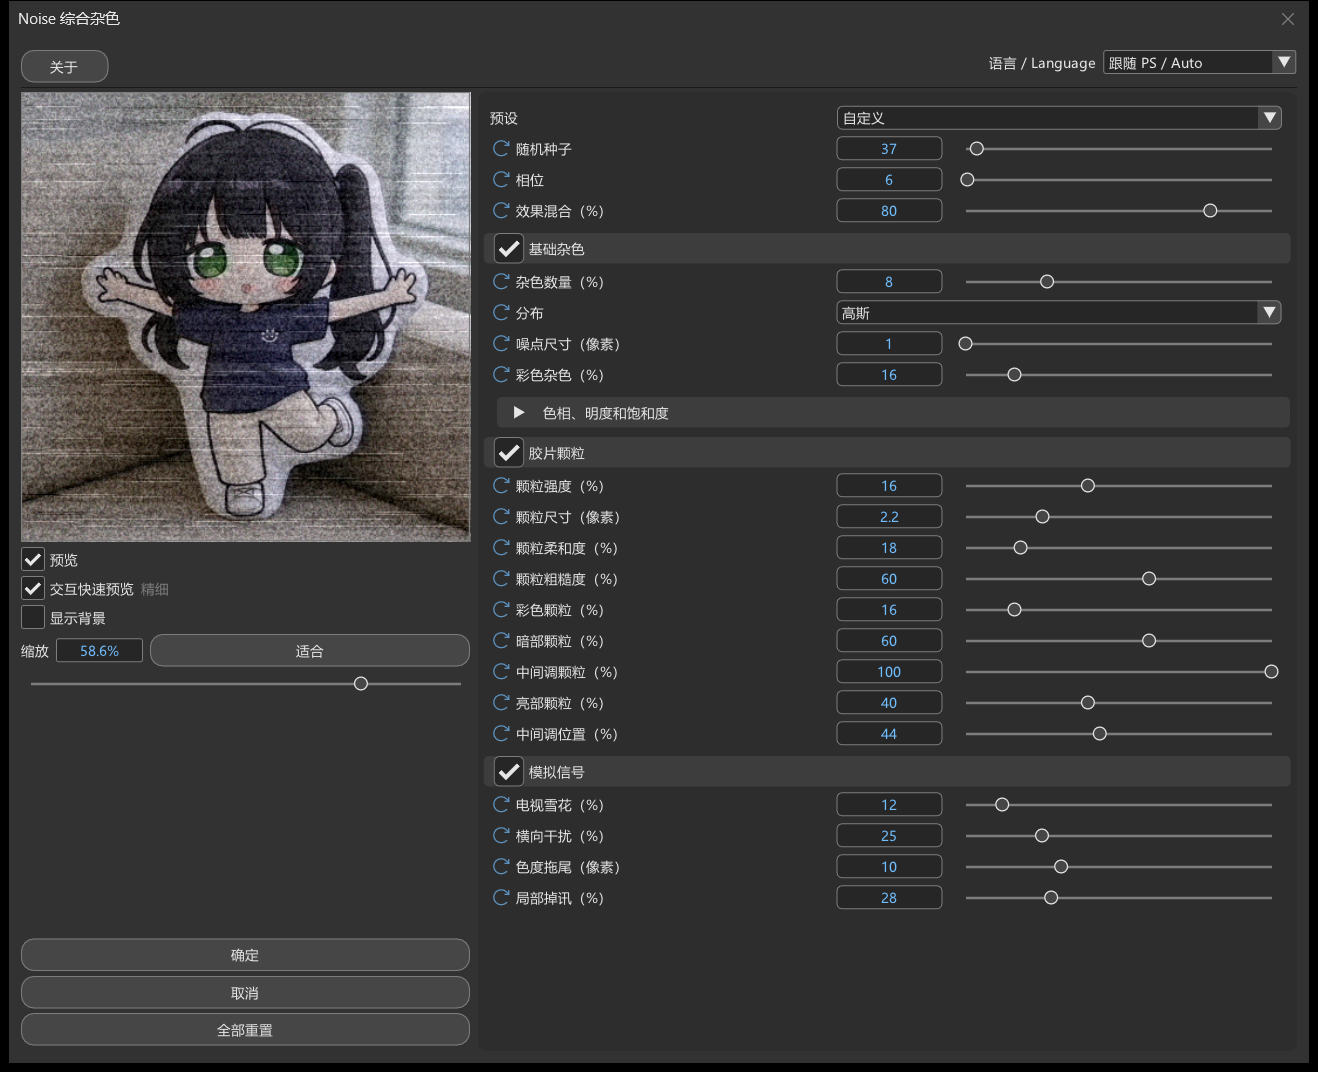 Noise 综合杂色
关于
语言 / Language 跟随 PS / Auto
预设 自定义
随机种子 37
相位 6
效果混合（%） 80
基础杂色
杂色数量（%） 8
分布 高斯
噪点尺寸（像素） 1
彩色杂色（%） 16
色相、明度和饱和度
胶片颗粒
颗粒强度（%） 16
颗粒尺寸（像素） 2.2
颗粒柔和度（%） 18
颗粒粗糙度（%） 60
彩色颗粒（%） 16
暗部颗粒（%） 60
中间调颗粒（%） 100
亮部颗粒（%） 40
中间调位置（%） 44
模拟信号
电视雪花（%） 12
横向干扰（%） 25
色度拖尾（像素） 10
局部掉讯（%） 28
预览
交互快速预览 精细
显示背景
缩放 58.6% 适合
确定
取消
全部重置